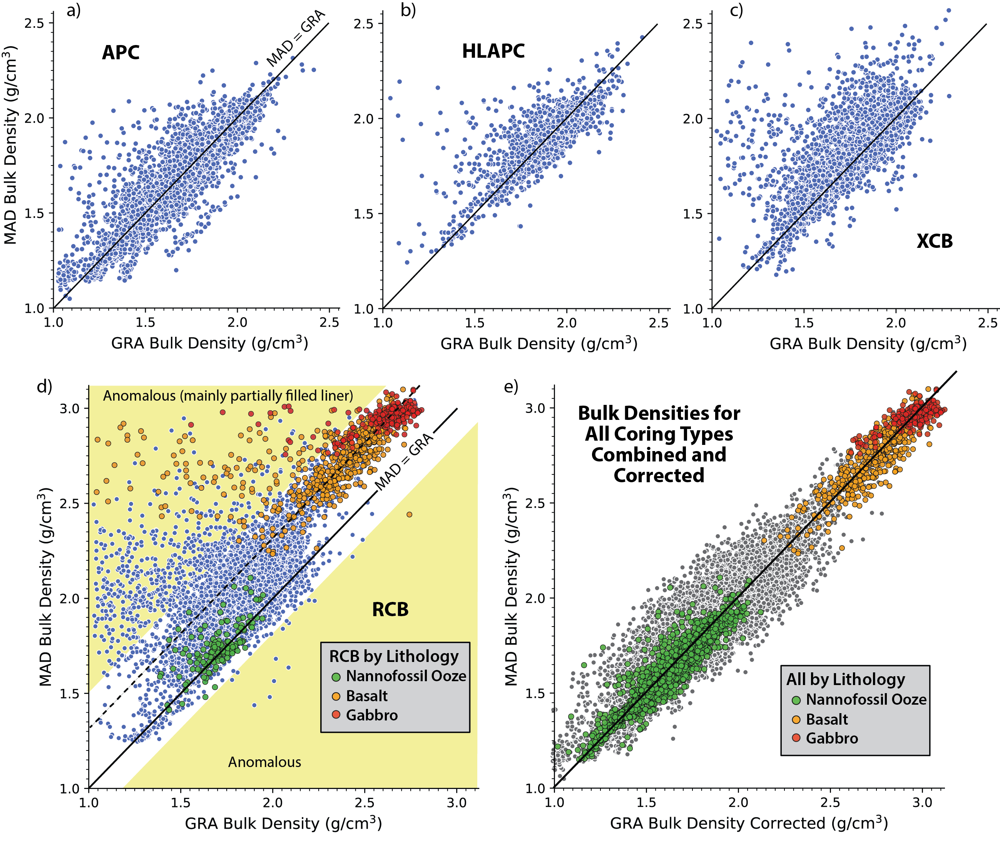 a)
APC
MAD = GRA
MAD Bulk Density (g/cm³)
2.5
2.0
1.5
1.0
1.0 1.5 2.0 2.5
GRA Bulk Density (g/cm³)
b)
HLAPC
2.5
2.0
1.5
1.0
1.0 1.5 2.0 2.5
GRA Bulk Density (g/cm³)
c)
XCB
2.5
2.0
1.5
1.0
1.0 1.5 2.0 2.5
GRA Bulk Density (g/cm³)
d)
Anomalous (mainly partially filled liner)
MAD = GRA
RCB
RCB by Lithology
Nannofossil Ooze
Basalt
Gabbro
Anomalous
MAD Bulk Density (g/cm³)
3.0
2.5
2.0
1.5
1.0
1.0 1.5 2.0 2.5 3.0
GRA Bulk Density (g/cm³)
e)
Bulk Densities for
All Coring Types
Combined and
Corrected
All by Lithology
Nannofossil Ooze
Basalt
Gabbro
MAD Bulk Density (g/cm³)
3.0
2.5
2.0
1.5
1.0
1.0 1.5 2.0 2.5 3.0
GRA Bulk Density Corrected (g/cm³)